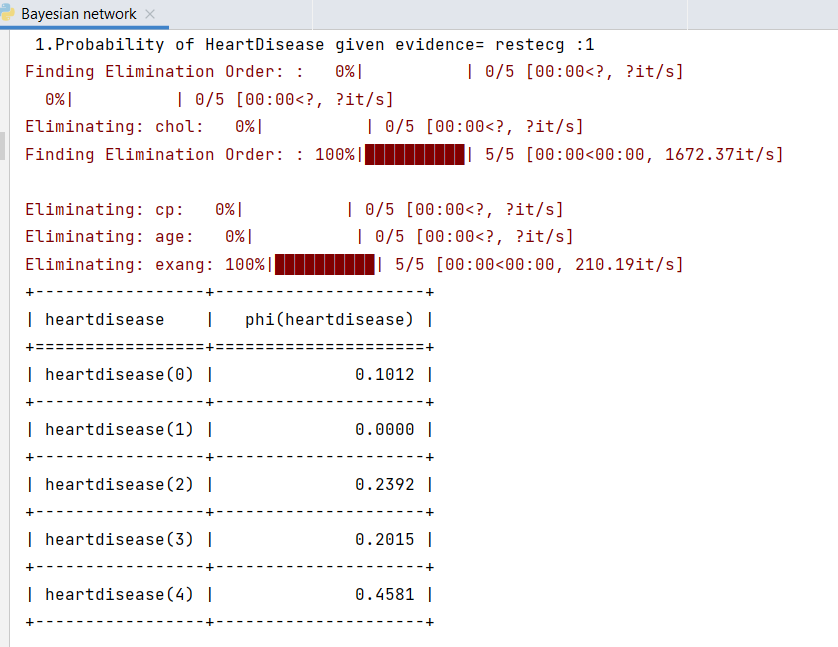 Bayesian network ×
1.Probability of HeartDisease given evidence= restecg :1
Finding Elimination Order: :   0%|          | 0/5 [00:00<?, ?it/s]
  0%|          | 0/5 [00:00<?, ?it/s]
Eliminating: chol:   0%|          | 0/5 [00:00<?, ?it/s]
Finding Elimination Order: : 100%|██████████| 5/5 [00:00<00:00, 1672.37it/s]
Eliminating: cp:   0%|          | 0/5 [00:00<?, ?it/s]
Eliminating: age:   0%|          | 0/5 [00:00<?, ?it/s]
Eliminating: exang: 100%|██████████| 5/5 [00:00<00:00, 210.19it/s]
+-----------------+---------------------+
| heartdisease    |   phi(heartdisease) |
+=================+=====================+
| heartdisease(0) |              0.1012 |
+-----------------+---------------------+
| heartdisease(1) |              0.0000 |
+-----------------+---------------------+
| heartdisease(2) |              0.2392 |
+-----------------+---------------------+
| heartdisease(3) |              0.2015 |
+-----------------+---------------------+
| heartdisease(4) |              0.4581 |
+-----------------+---------------------+